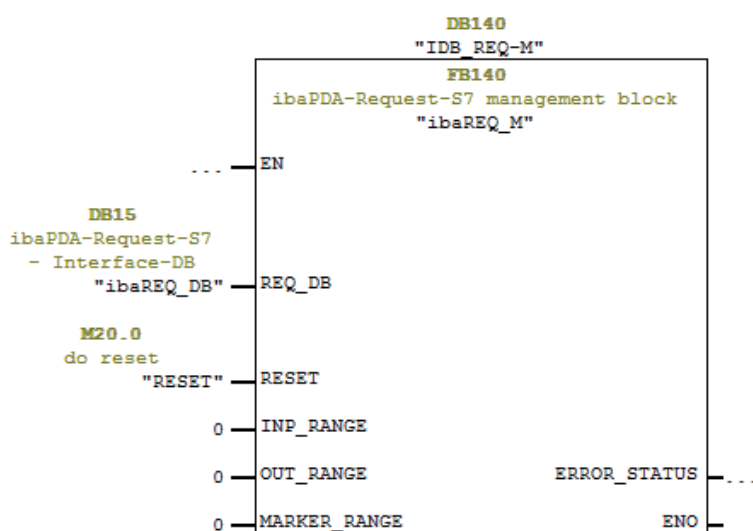 DB140
"IDB_REQ-M"
FB140
ibaPDA-Request-S7 management block
"ibaREQ_M"
... EN
DB15
ibaPDA-Request-S7
- Interface-DB
"ibaREQ_DB" REQ_DB
M20.0
do reset
"RESET" RESET
0 INP_RANGE
0 OUT_RANGE ERROR_STATUS ...
0 MARKER_RANGE ENO